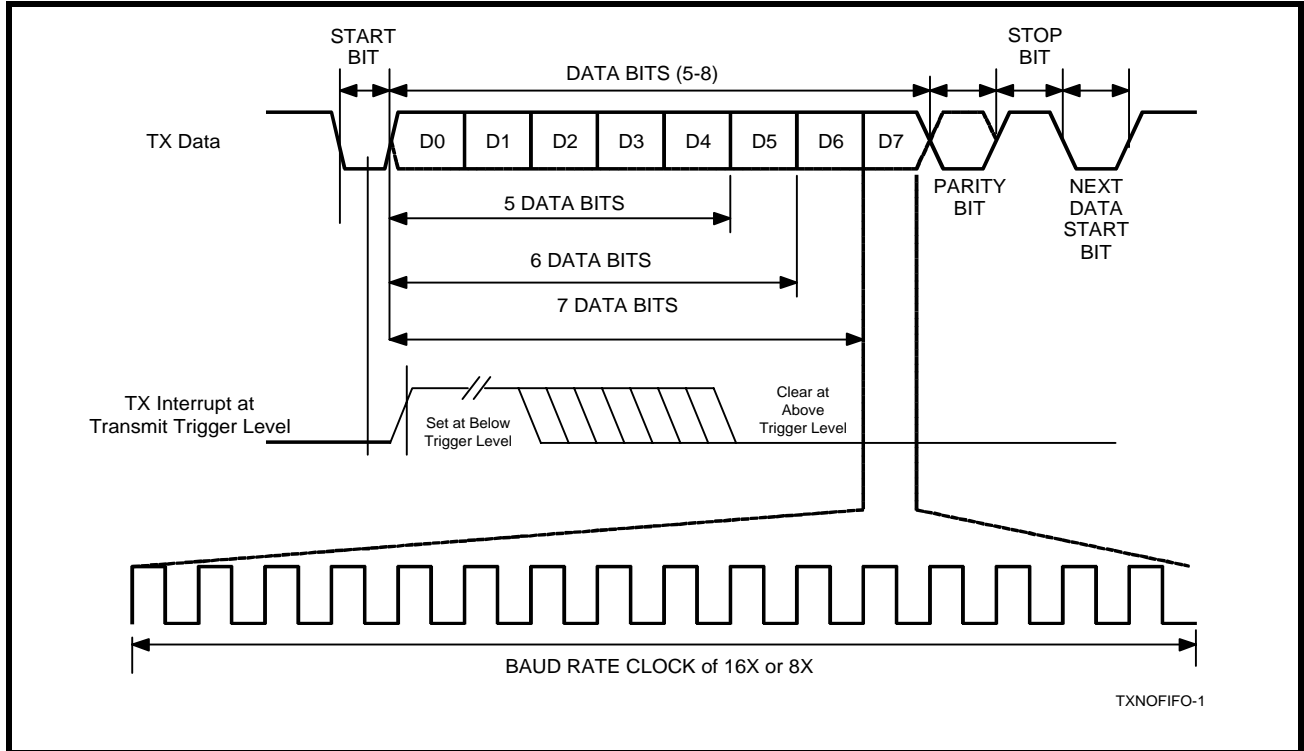 START
BIT
DATA BITS (5-8)
STOP
BIT
TX Data
D0 D1 D2 D3 D4 D5 D6 D7
PARITY
BIT
NEXT
DATA
START
BIT
5 DATA BITS
6 DATA BITS
7 DATA BITS
TX Interrupt at
Transmit Trigger Level
Set at Below
Trigger Level
Clear at
Above
Trigger Level
BAUD RATE CLOCK of 16X or 8X
TXNOFIFO-1